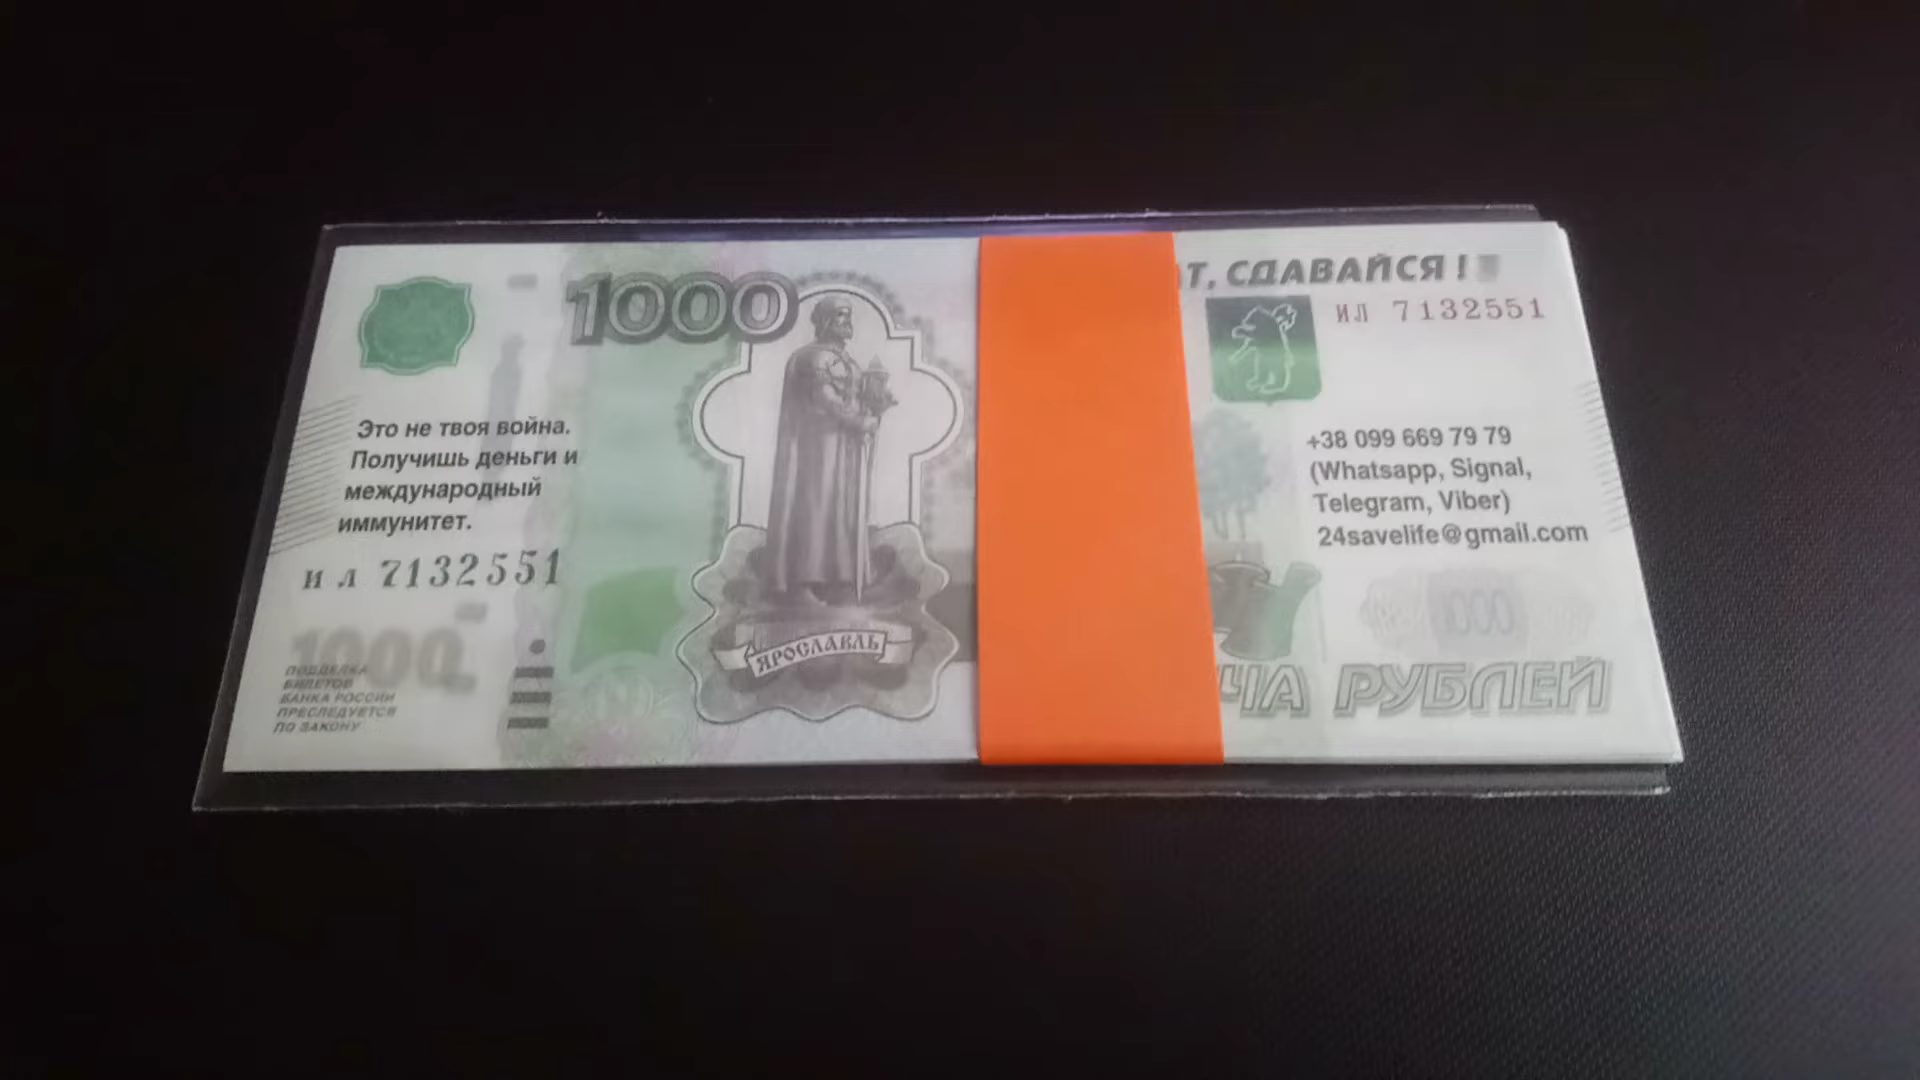 1000
Т, СДАВАЙСЯ !
ИЛ 7132551
Это не твоя война.
Получишь деньги и
международный
иммунитет.
и л 7132551
+38 099 669 79 79
(Whatsapp, Signal,
Telegram, Viber)
24savelife@gmail.com
1000
1000
ПОДДЕЛКА
БИЛЕТОВ
БАНКА РОССИИ
ПРЕСЛЕДУЕТСЯ
ПО ЗАКОНУ
ЯРОСЛАВЛЬ
ЧА РУБЛЕЙ